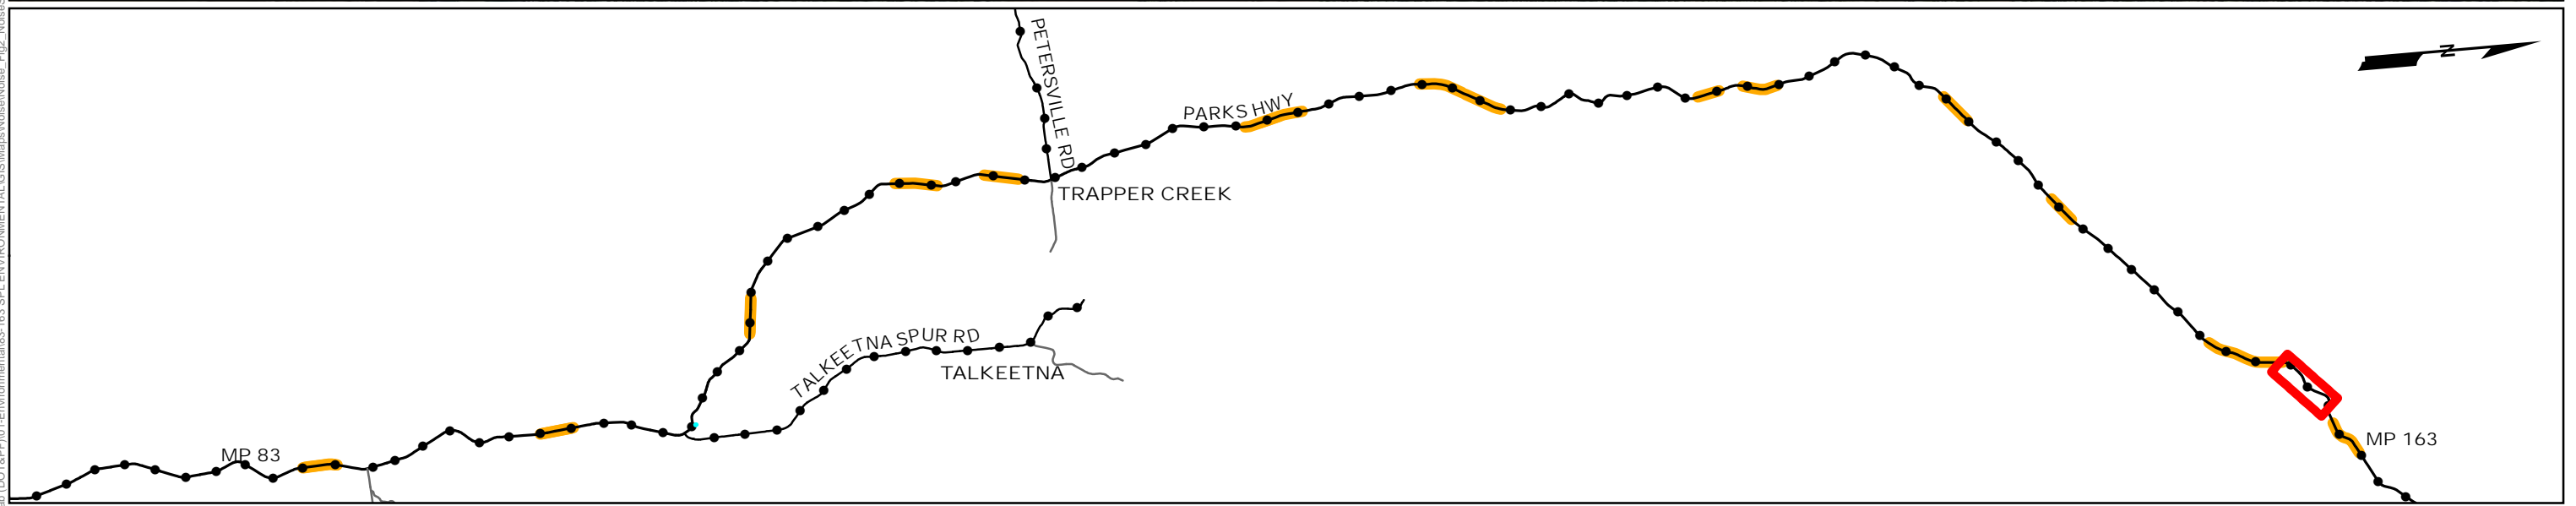 PETERSVILLE RD
N
PARKS HWY
TRAPPER CREEK
TALKEETNA SPUR RD
TALKEETNA
MP 83
MP 163